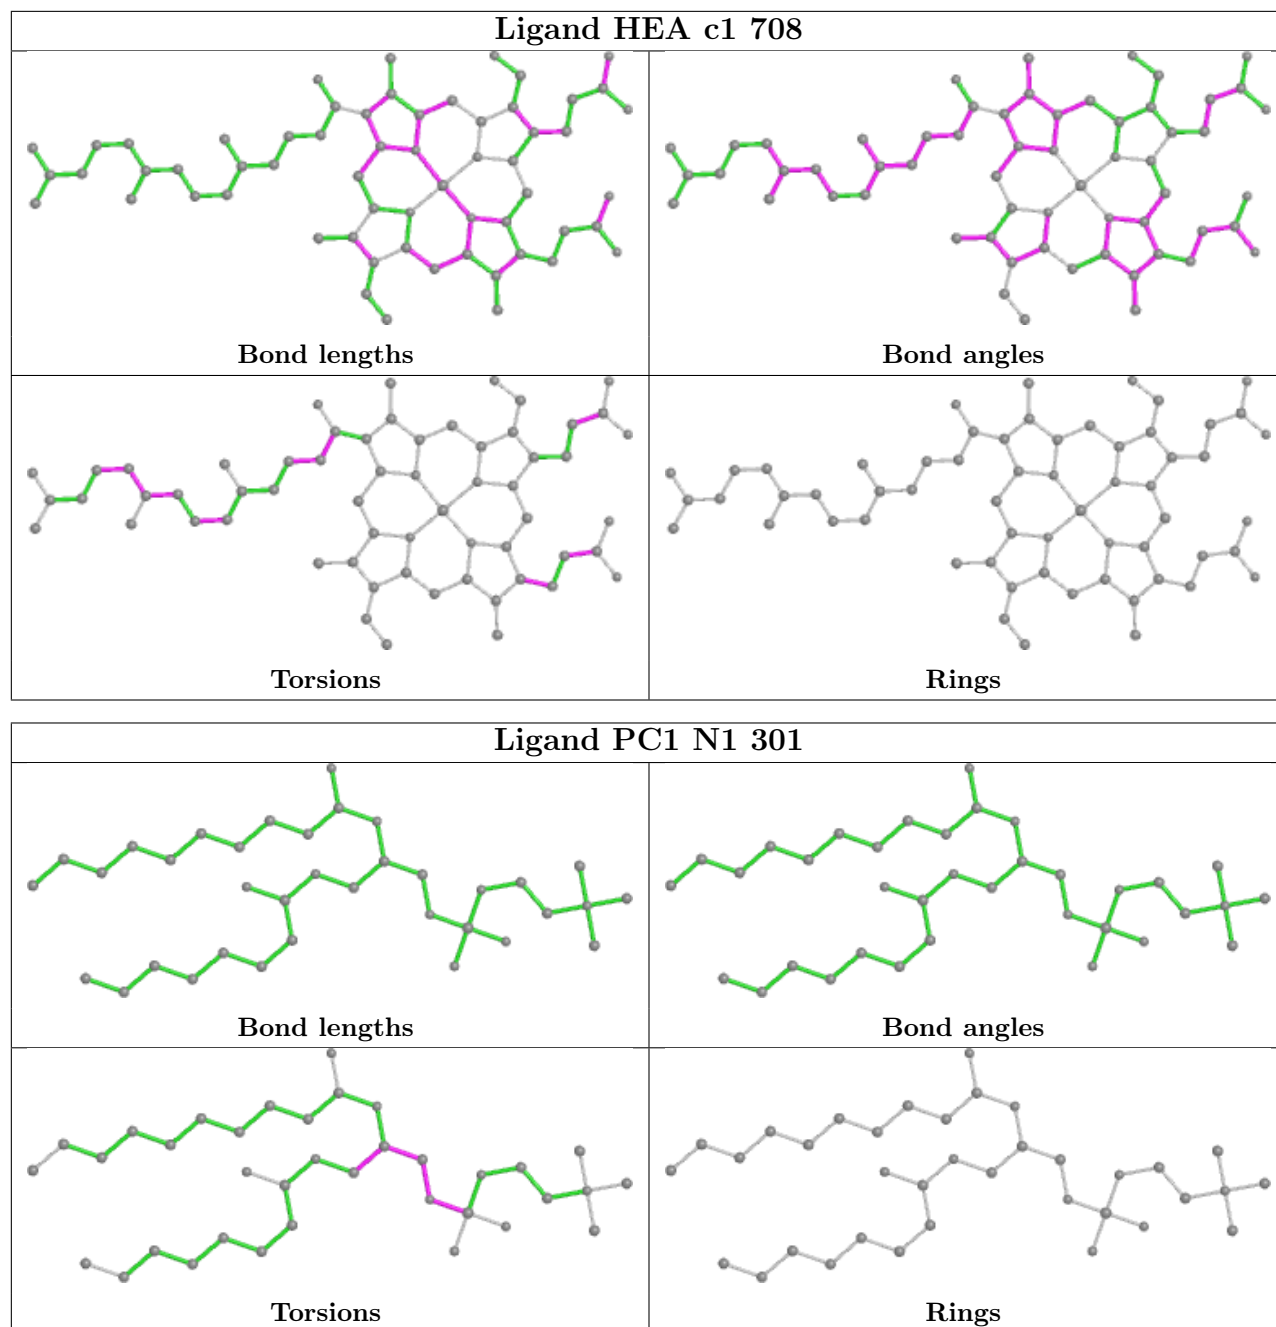 Ligand HEA c1 708
Bond lengths
Bond angles
Torsions
Rings
Ligand PC1 N1 301
Bond lengths
Bond angles
Torsions
Rings